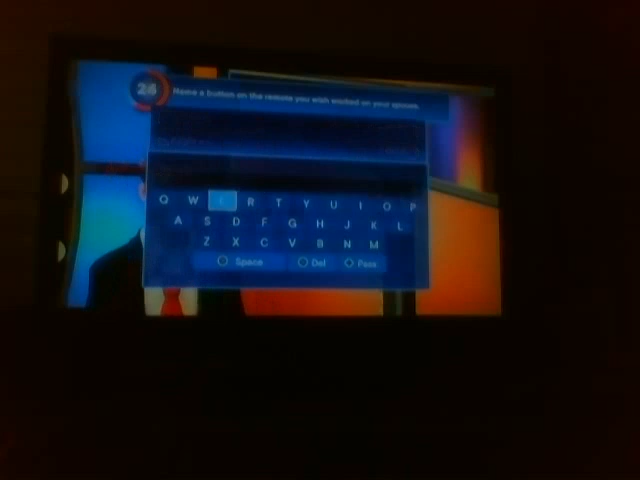 26 Name a button on the remote you wish worked on your spouse.
Q W E R T Y U I O P
A S D F G H J K L
Z X C V B N M
Space Del Pass